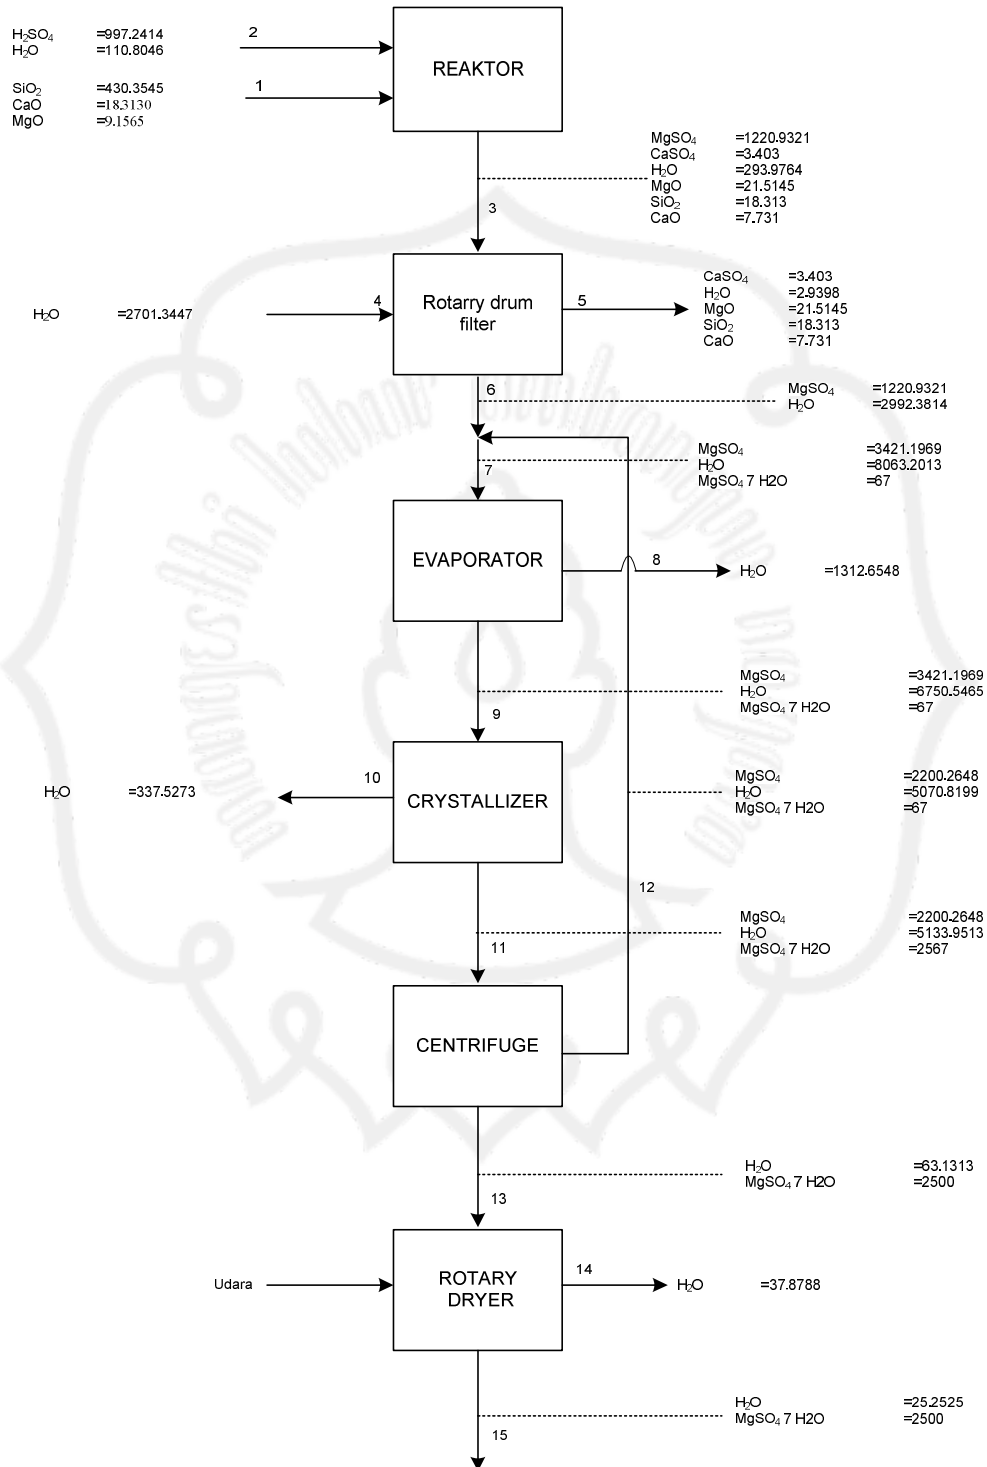 H₂SO₄ =997.2414 2
H₂O =110.8046
REAKTOR
SiO₂ =430.3545 1
CaO =18.3130
MgO =9.1565
MgSO₄ =1220.9321
CaSO₄ =3.403
H₂O =293.9764
MgO =21.5145
SiO₂ =18.313
CaO =7.731
3
CaSO₄ =3.403
H₂O =2.9398
MgO =21.5145
SiO₂ =18.313
CaO =7.731
H₂O =2701.3447 4
Rotarry drum
filter
5
6
MgSO₄ =1220.9321
H₂O =2992.3814
MgSO₄ =3421.1969
H₂O =8063.2013
MgSO₄ 7 H2O =67
7
EVAPORATOR
8
H₂O =1312.6548
MgSO₄ =3421.1969
H₂O =6750.5465
MgSO₄ 7 H2O =67
9
H₂O =337.5273 10
CRYSTALLIZER
MgSO₄ =2200.2648
H₂O =5070.8199
MgSO₄ 7 H2O =67
12
MgSO₄ =2200.2648
H₂O =5133.9513
MgSO₄ 7 H2O =2567
11
CENTRIFUGE
H₂O =63.1313
MgSO₄ 7 H2O =2500
13
Udara
ROTARY
DRYER
14
H₂O =37.8788
H₂O =25.2525
MgSO₄ 7 H2O =2500
15